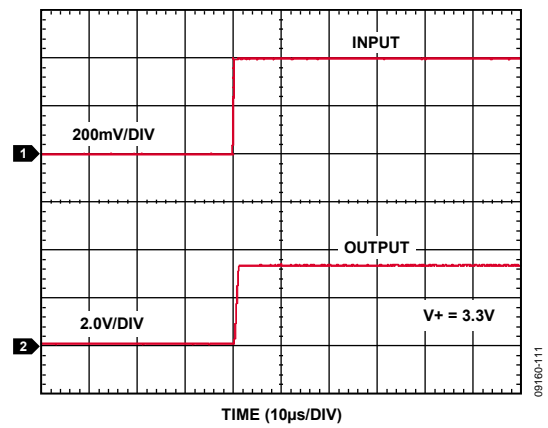 INPUT
200mV/DIV
1
OUTPUT
2.0V/DIV
V+ = 3.3V
2
TIME (10µs/DIV)
09160-111